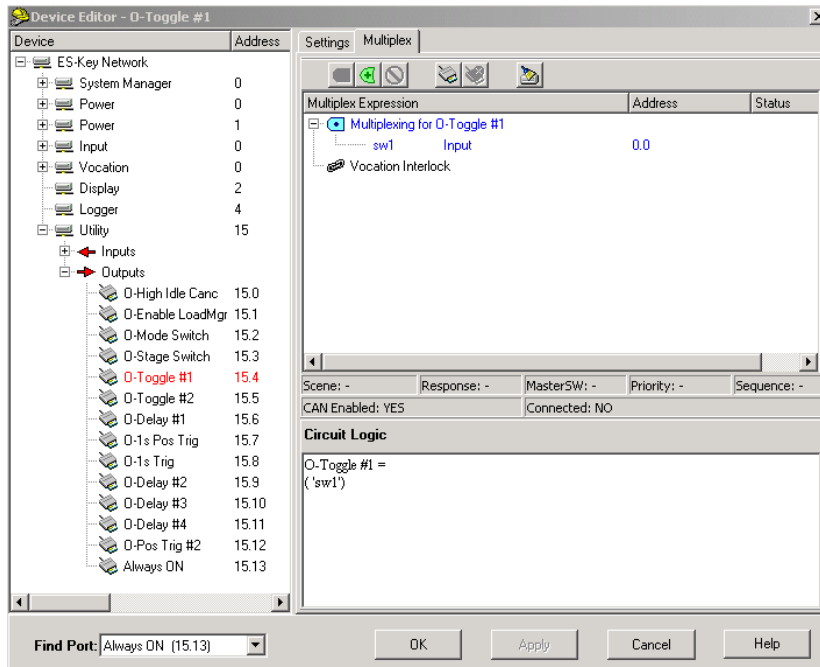 Device Editor - O-Toggle #1
Device Address
ES-Key Network
System Manager 0
Power 0
Power 1
Input 0
Vocation 0
Display 2
Logger 4
Utility 15
Inputs
Outputs
O-High Idle Canc 15.0
O-Enable LoadMgr 15.1
O-Mode Switch 15.2
O-Stage Switch 15.3
O-Toggle #1 15.4
O-Toggle #2 15.5
O-Delay #1 15.6
O-1s Pos Trig 15.7
O-1s Trig 15.8
O-Delay #2 15.9
O-Delay #3 15.10
O-Delay #4 15.11
O-Pos Trig #2 15.12
Always ON 15.13
Settings Multiplex
Multiplex Expression Address Status
Multiplexing for O-Toggle #1
sw1 Input 0.0
Vocation Interlock
Scene: - Response: - MasterSW: - Priority: - Sequence: -
CAN Enabled: YES Connected: NO
Circuit Logic
O-Toggle #1 =
( 'sw1')
Find Port: Always ON (15.13) OK Apply Cancel Help